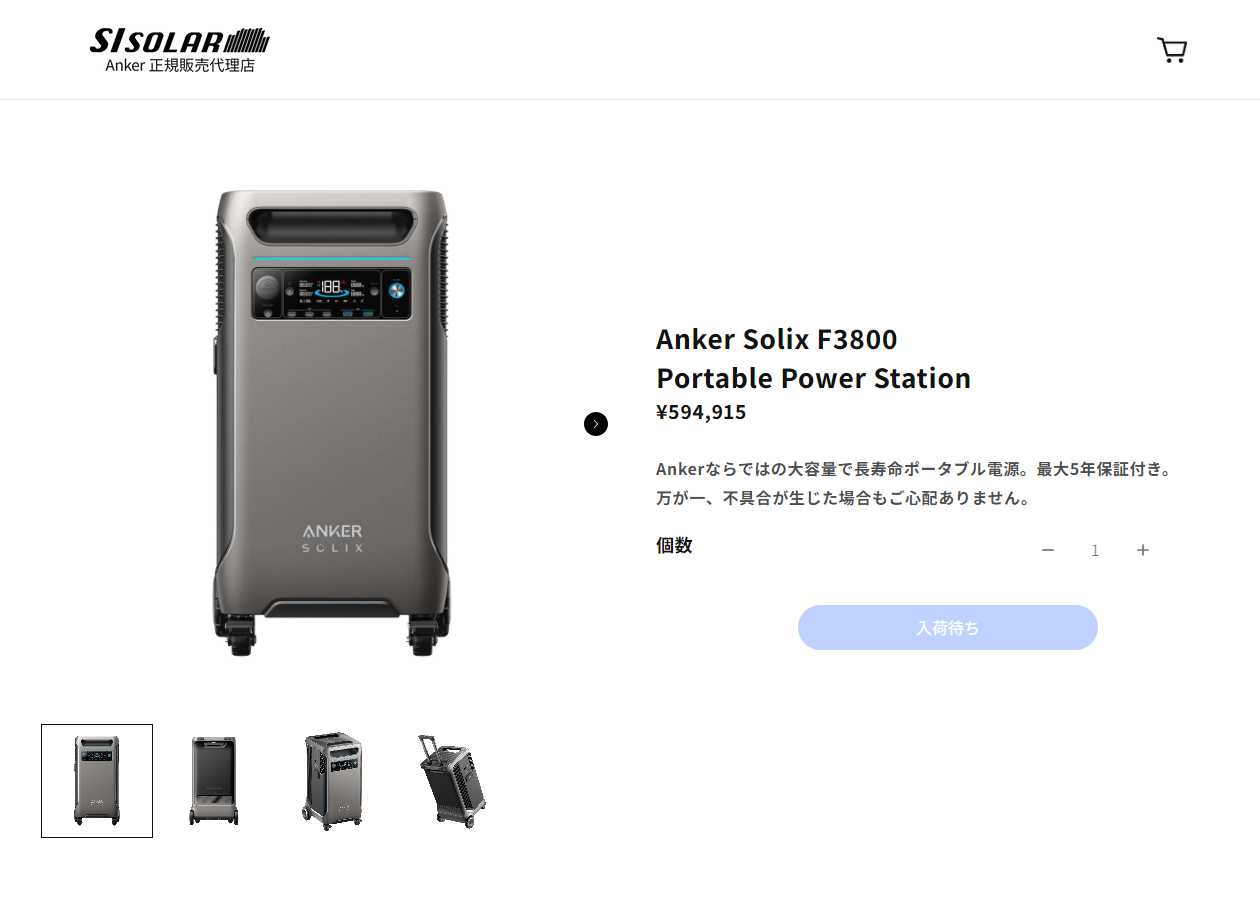 SISOLAR
Anker 正規販売代理店
188
ANKER
SOLIX
Anker Solix F3800
Portable Power Station
¥594,915
Ankerならではの大容量で長寿命ポータブル電源。最大5年保証付き。
万が一、不具合が生じた場合もご心配ありません。
個数
1
入荷待ち